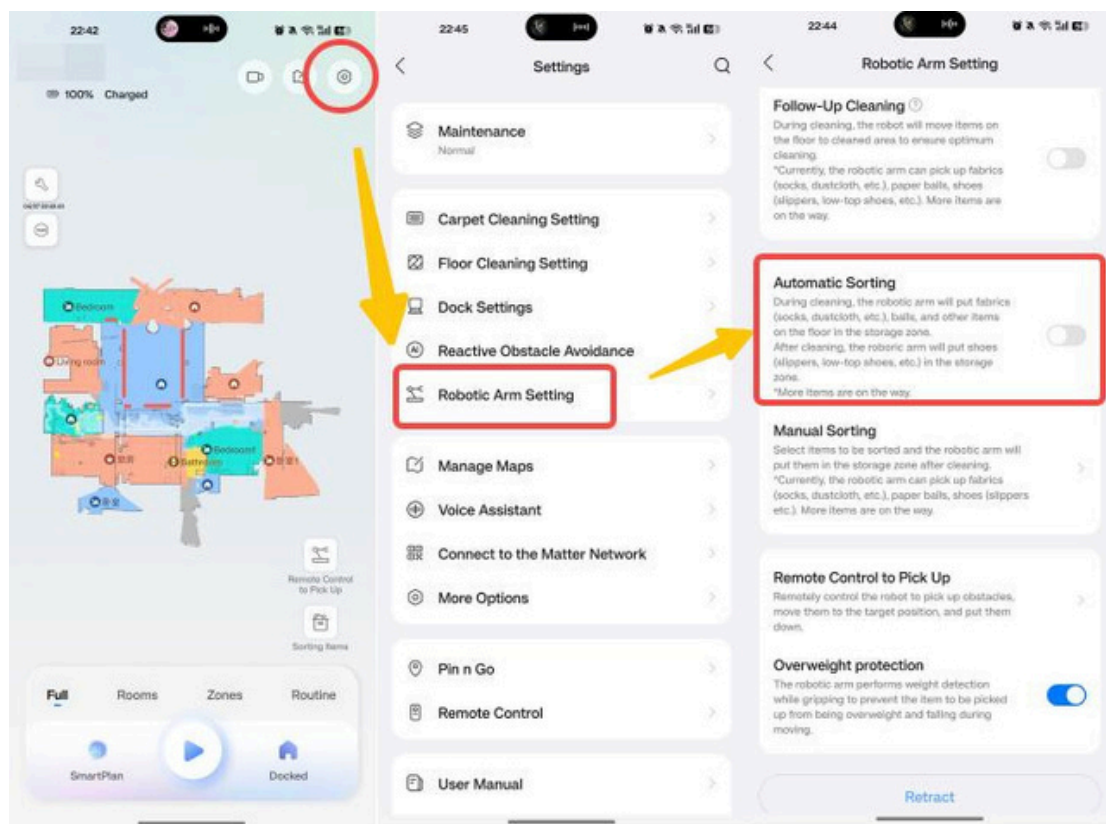 22:42
100% Charged
Bedroom
Living room
Bedroom1
Bathroom
Remote Control
to Pick Up
Sorting Items
Full
Rooms
Zones
Routine
SmartPlan
Docked
22:45
Settings
Maintenance
Normal
Carpet Cleaning Setting
Floor Cleaning Setting
Dock Settings
Reactive Obstacle Avoidance
Robotic Arm Setting
Manage Maps
Voice Assistant
Connect to the Matter Network
More Options
Pin n Go
Remote Control
User Manual
22:44
Robotic Arm Setting
Follow-Up Cleaning
During cleaning, the robot will move items on
the floor to cleaned area to ensure optimum
cleaning.
*Currently, the robotic arm can pick up fabrics
(socks, dustcloth, etc.), paper balls, shoes
(slippers, low-top shoes, etc.). More items are
on the way.
Automatic Sorting
During cleaning, the robotic arm will put fabrics
(socks, dustcloth, etc.), balls, and other items
on the floor in the storage zone.
After cleaning, the roboric arm will put shoes
(slippers, low-top shoes, etc.) in the storage
zone.
*More items are on the way.
Manual Sorting
Select items to be sorted and the robotic arm will
put them in the storage zone after cleaning.
*Currently, the robotic arm can pick up fabrics
(socks, dustcloth, etc.), paper balls, shoes (slippers
etc.). More items are on the way.
Remote Control to Pick Up
Remotely control the robot to pick up obstacles,
move them to the target position, and put them
down.
Overweight protection
The robotic arm performs weight detection
while gripping to prevent the item to be picked
up from being overweight and falling during
moving.
Retract